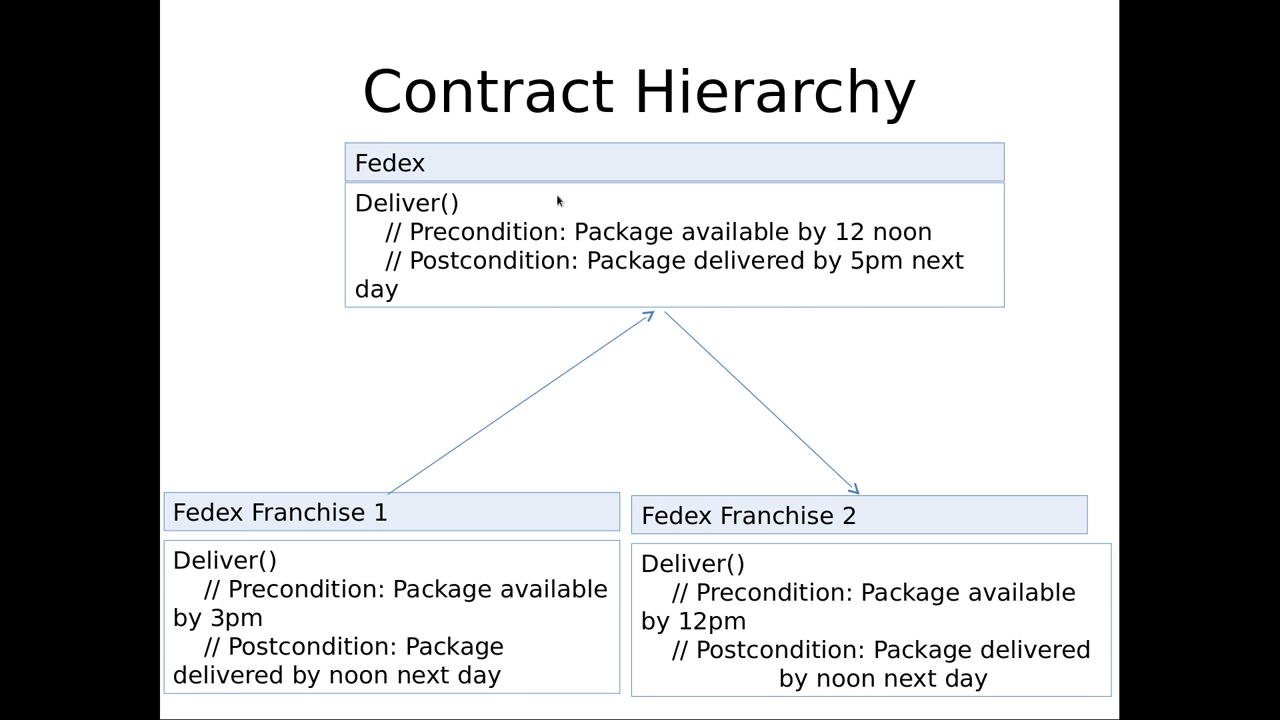 Contract Hierarchy
Fedex
Deliver()
// Precondition: Package available by 12 noon
// Postcondition: Package delivered by 5pm next
day
Fedex Franchise 1
Deliver()
// Precondition: Package available
by 3pm
// Postcondition: Package
delivered by noon next day
Fedex Franchise 2
Deliver()
// Precondition: Package available
by 12pm
// Postcondition: Package delivered
by noon next day